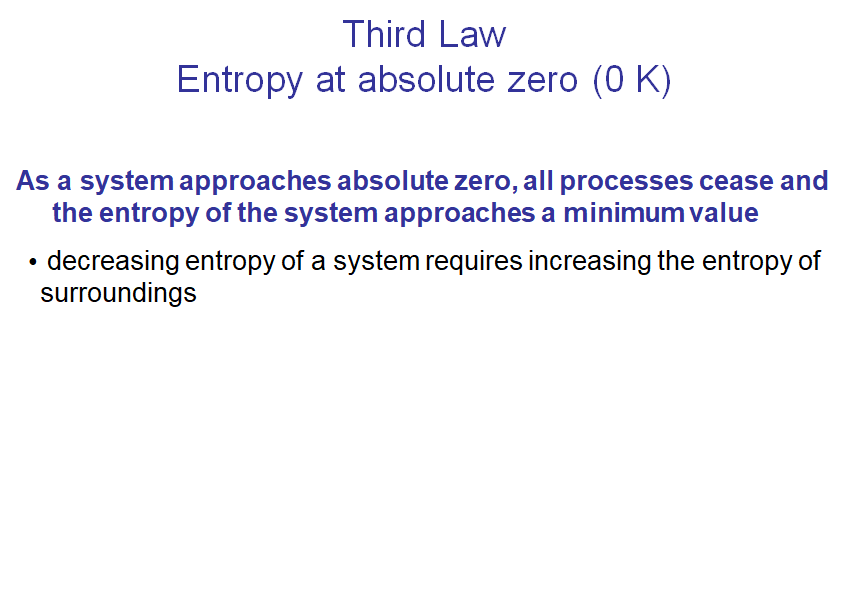 Third Law
Entropy at absolute zero (0 K)
As a system approaches absolute zero, all processes cease and
the entropy of the system approaches a minimum value
• decreasing entropy of a system requires increasing the entropy of
surroundings